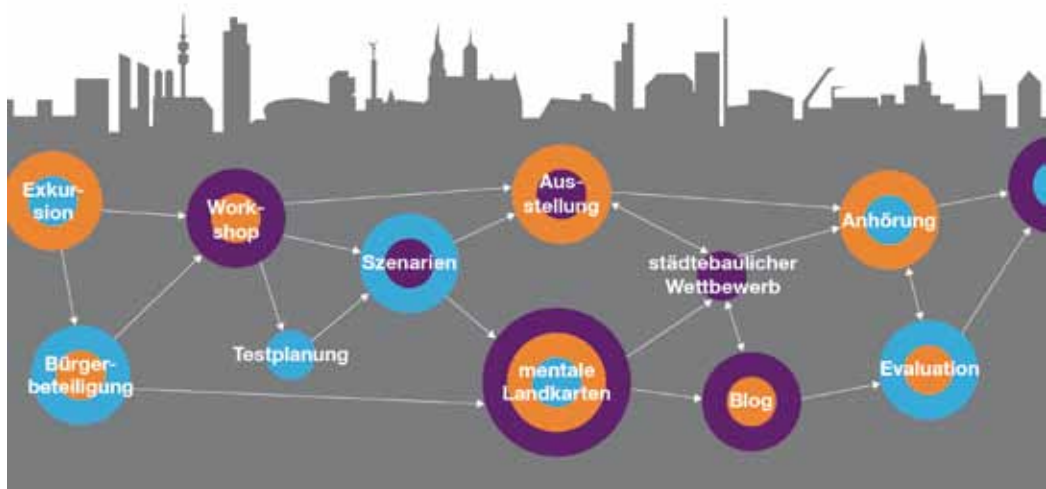 Exkur-
sion
Work-
shop
Aus-
stellung
Anhörung
Szenarien
städtebaulicher
Wettbewerb
Bürger-
beteiligung
Testplanung
mentale
Landkarten
Blog
Evaluation